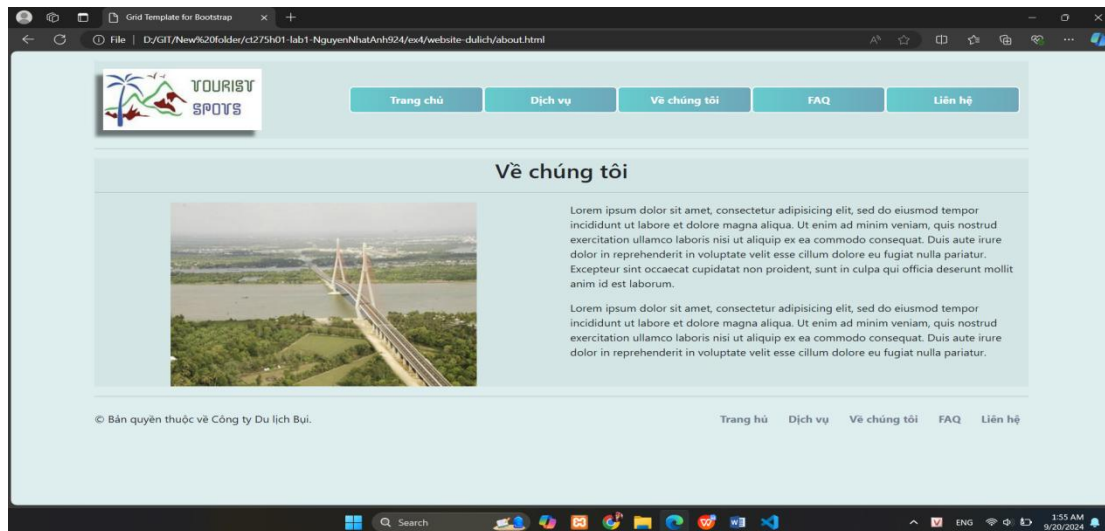 Grid Template for Bootstrap
File | D:/GIT/New%20folder/ct275h01-lab1-NguyenNhatAnh924/ex4/website-dulich/about.html
TOURIST
SPOTS
Trang chủ Dịch vụ Về chúng tôi FAQ Liên hệ
Về chúng tôi
Lorem ipsum dolor sit amet, consectetur adipisicing elit, sed do eiusmod tempor
incididunt ut labore et dolore magna aliqua. Ut enim ad minim veniam, quis nostrud
exercitation ullamco laboris nisi ut aliquip ex ea commodo consequat. Duis aute irure
dolor in reprehenderit in voluptate velit esse cillum dolore eu fugiat nulla pariatur.
Excepteur sint occaecat cupidatat non proident, sunt in culpa qui officia deserunt mollit
anim id est laborum.
Lorem ipsum dolor sit amet, consectetur adipisicing elit, sed do eiusmod tempor
incididunt ut labore et dolore magna aliqua. Ut enim ad minim veniam, quis nostrud
exercitation ullamco laboris nisi ut aliquip ex ea commodo consequat. Duis aute irure
dolor in reprehenderit in voluptate velit esse cillum dolore eu fugiat nulla pariatur.
© Bản quyền thuộc về Công ty Du lịch Bụi.
Trang hủ Dịch vụ Về chúng tôi FAQ Liên hệ
Search
ENG
1:55 AM
9/20/2024